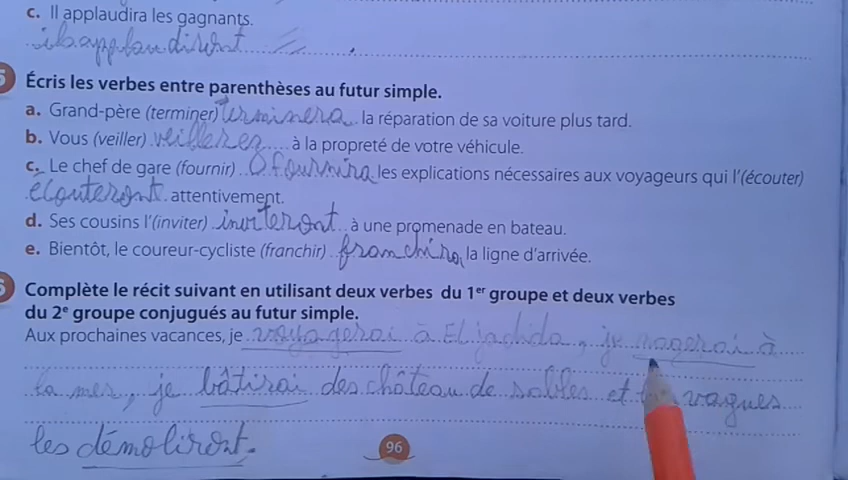 c. Il applaudira les gagnants.
ils applaudiront
Écris les verbes entre parenthèses au futur simple.
a. Grand-père (terminer) terminera la réparation de sa voiture plus tard.
b. Vous (veiller) veillerez à la propreté de votre véhicule.
c. Le chef de gare (fournir) fournira les explications nécessaires aux voyageurs qui l'(écouter)
écouteront attentivement.
d. Ses cousins l'(inviter) inviteront à une promenade en bateau.
e. Bientôt, le coureur-cycliste (franchir) franchira la ligne d'arrivée.
Complète le récit suivant en utilisant deux verbes du 1er groupe et deux verbes
du 2e groupe conjugués au futur simple.
Aux prochaines vacances, je voyagerai à El jadida, je nagerai à
la mer, je bâtirai des château de sables et vagues
les démoliront.
96